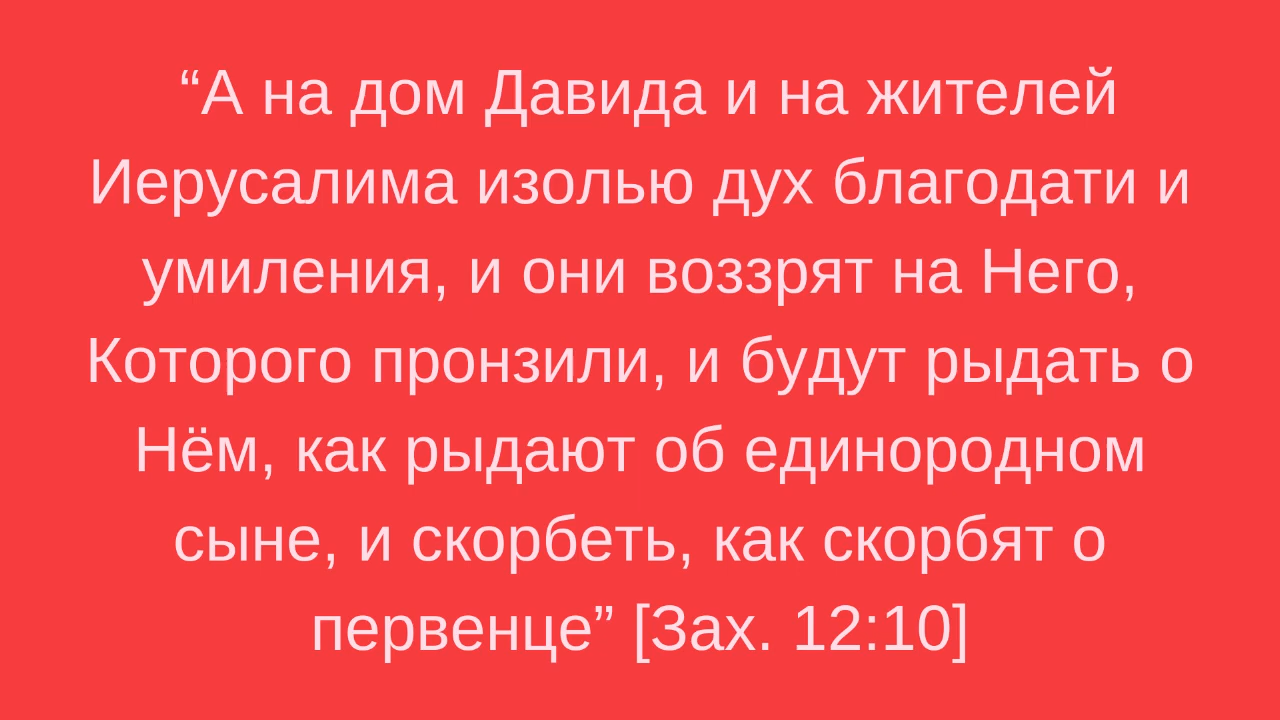 “А на дом Давида и на жителей
Иерусалима изолью дух благодати и
умиления, и они воззрят на Него,
Которого пронзили, и будут рыдать о
Нём, как рыдают об единородном
сыне, и скорбеть, как скорбят о
первенце” [Зах. 12:10]